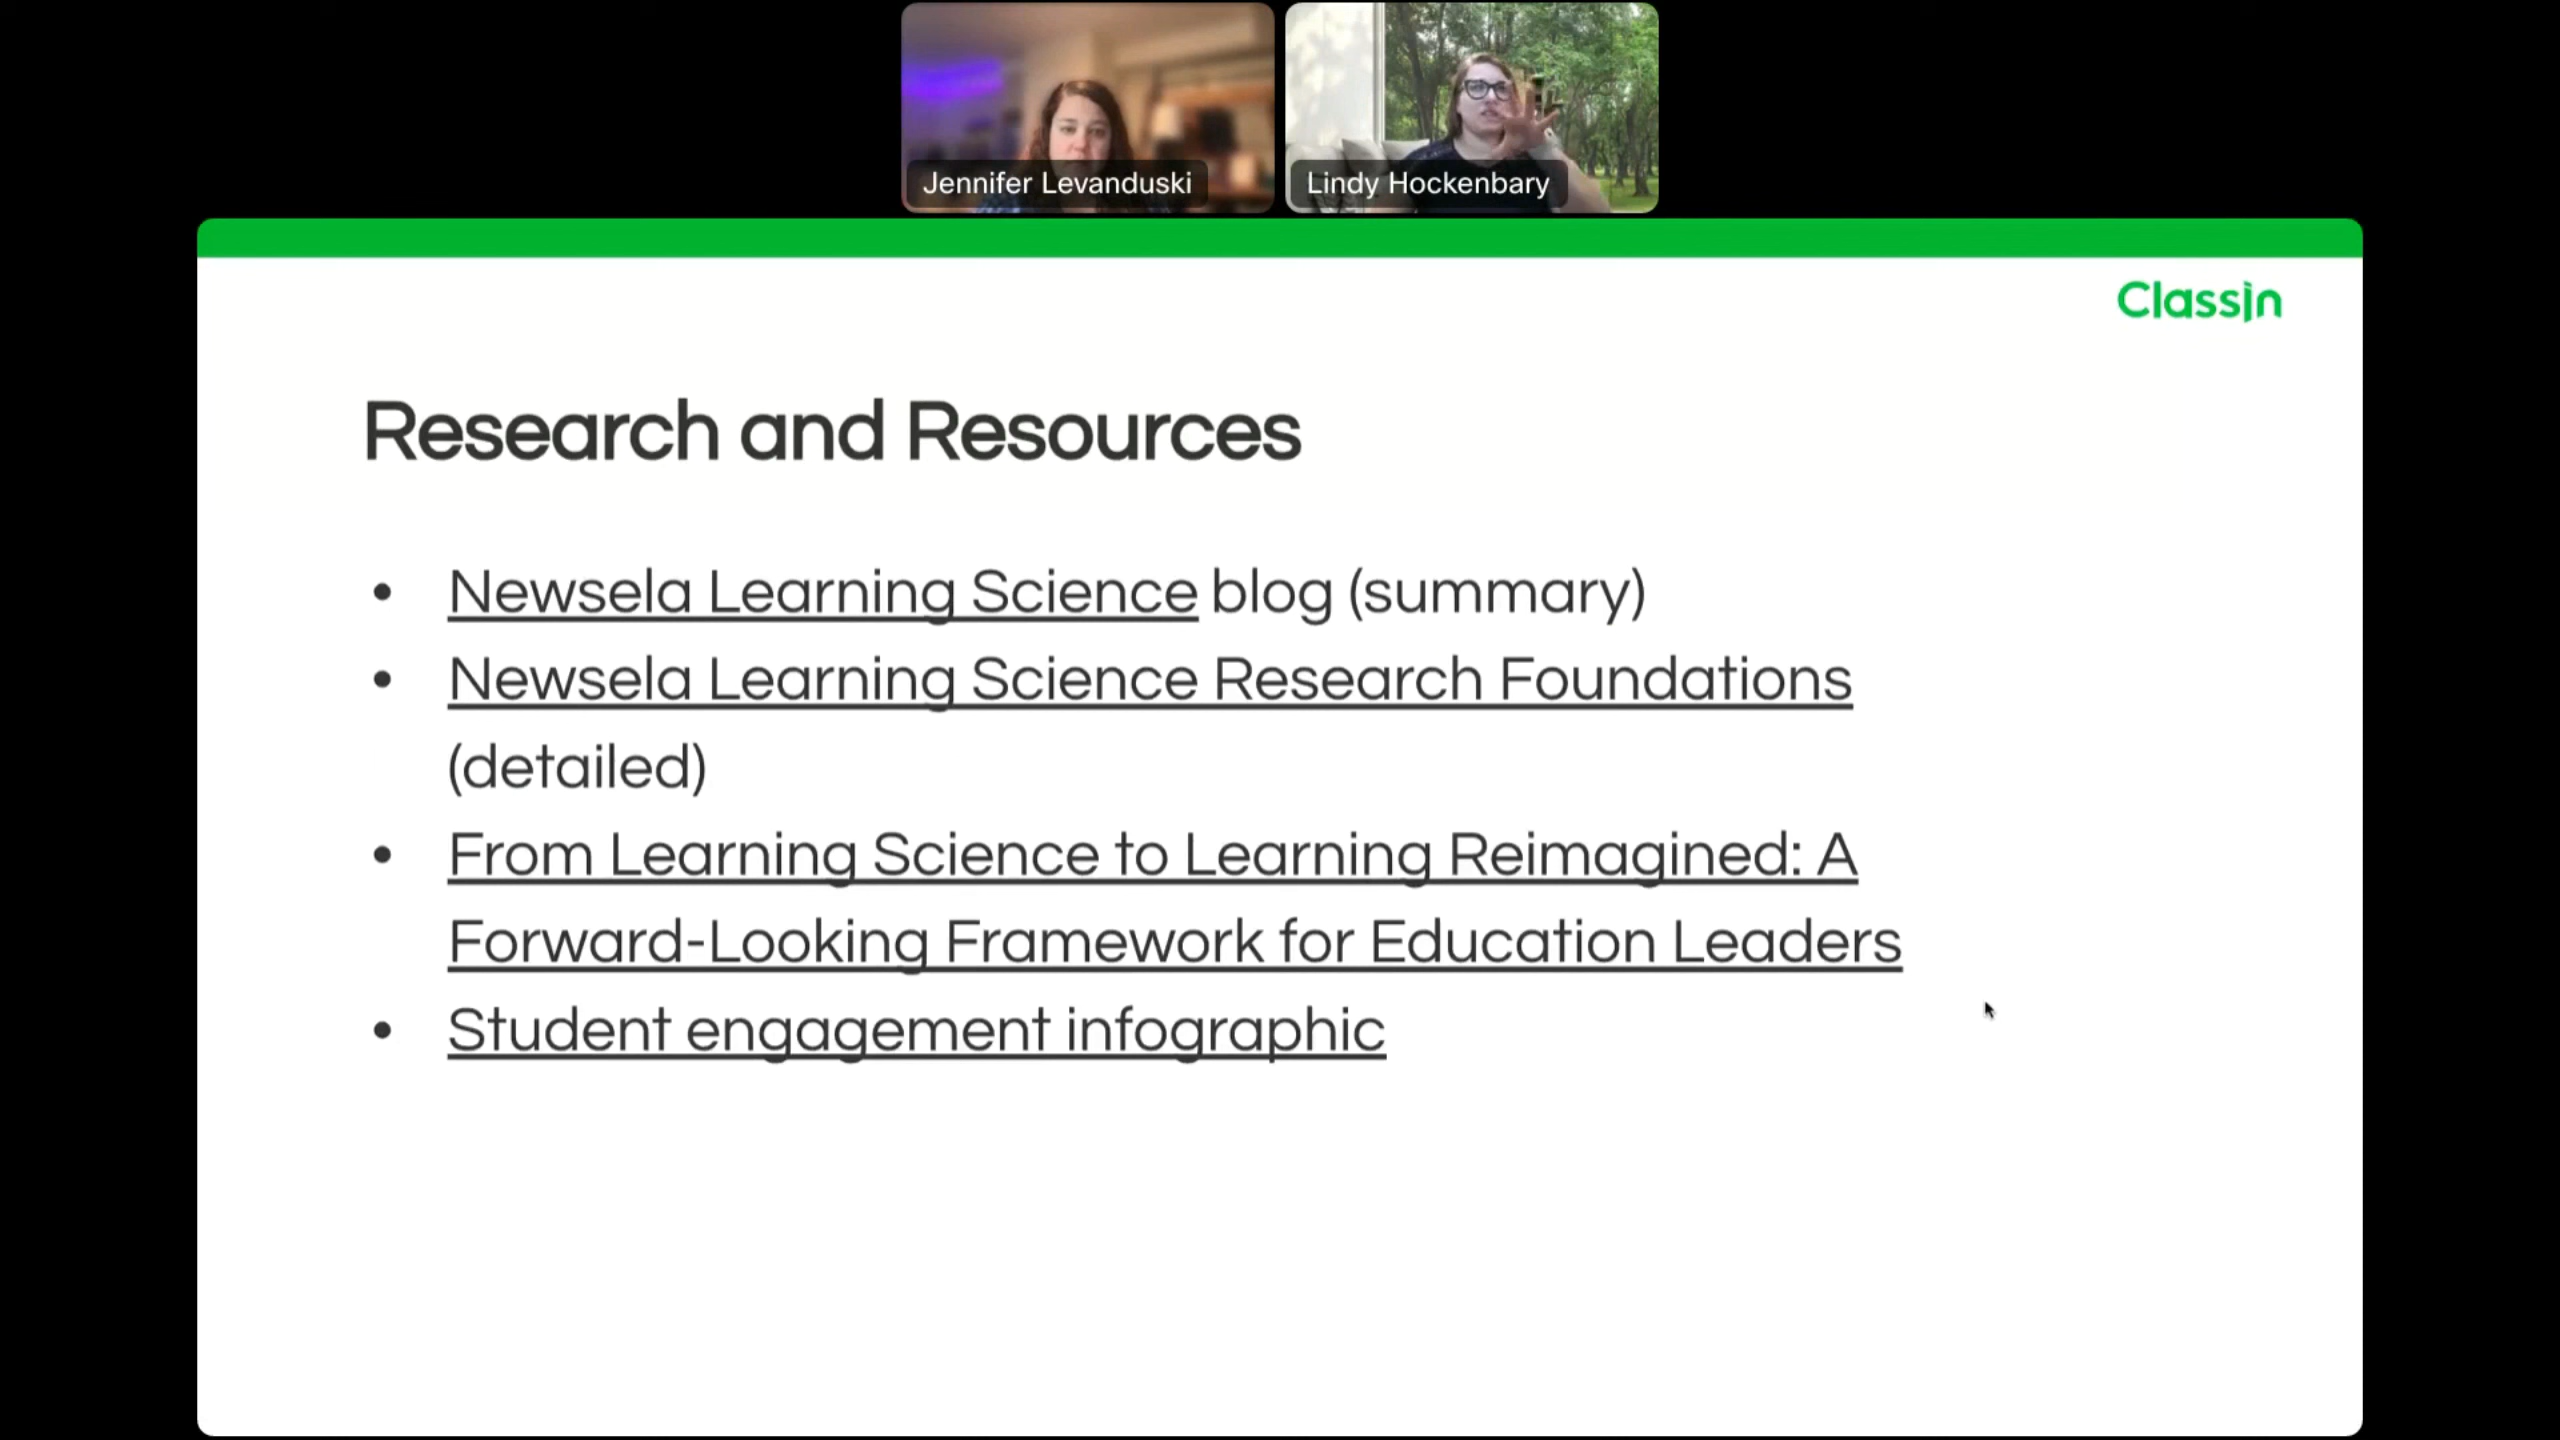 Jennifer Levanduski
Lindy Hockenbary
ClassIn
Research and Resources
• Newsela Learning Science blog (summary)
• Newsela Learning Science Research Foundations
(detailed)
• From Learning Science to Learning Reimagined: A
Forward-Looking Framework for Education Leaders
• Student engagement infographic